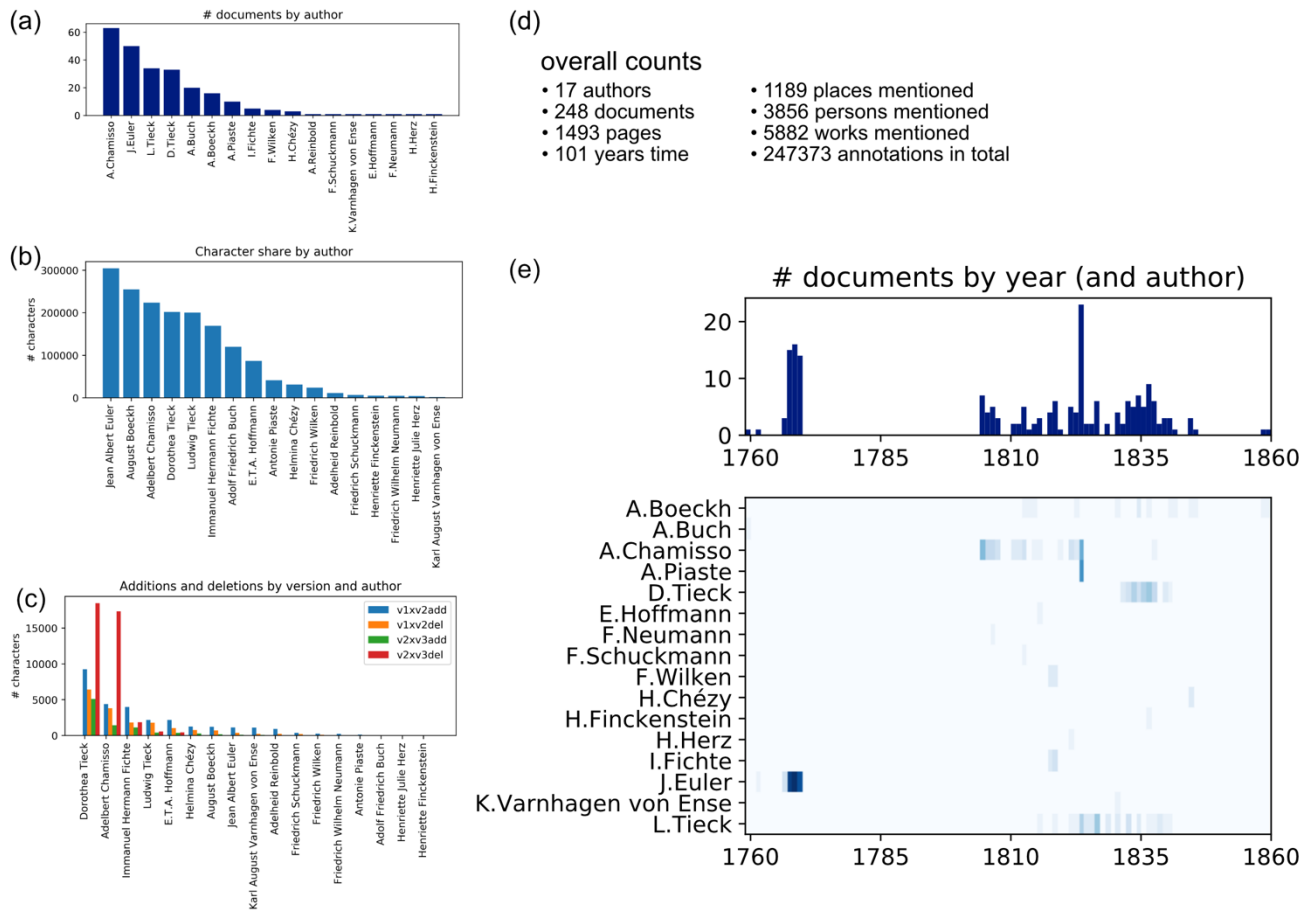 (a)
# documents by author
60
40
20
0
A.Chamisso
J.Euler
L.Tieck
D.Tieck
A.Buch
A.Boeckh
A.Piaste
I.Fichte
F.Wilken
H.Chézy
A.Reinbold
F.Schuckmann
K.Varnhagen von Ense
E.Hoffmann
F.Neumann
H.Herz
H.Finckenstein
(b)
Character share by author
# characters
300000
200000
100000
0
Jean Albert Euler
August Boeckh
Adelbert Chamisso
Dorothea Tieck
Ludwig Tieck
Immanuel Hermann Fichte
Adolf Friedrich Buch
E.T.A. Hoffmann
Antonie Piaste
Helmina Chézy
Friedrich Wilken
Adelheid Reinbold
Friedrich Schuckmann
Henriette Finckenstein
Friedrich Wilhelm Neumann
Henriette Julie Herz
Karl August Varnhagen von Ense
(c)
Additions and deletions by version and author
# characters
15000
10000
5000
0
v1xv2add
v1xv2del
v2xv3add
v2xv3del
Dorothea Tieck
Adelbert Chamisso
Immanuel Hermann Fichte
Ludwig Tieck
E.T.A. Hoffmann
Helmina Chézy
August Boeckh
Jean Albert Euler
Karl August Varnhagen von Ense
Adelheid Reinbold
Friedrich Schuckmann
Friedrich Wilken
Friedrich Wilhelm Neumann
Antonie Piaste
Adolf Friedrich Buch
Henriette Julie Herz
Henriette Finckenstein
(d)
overall counts
• 17 authors
• 248 documents
• 1493 pages
• 101 years time
• 1189 places mentioned
• 3856 persons mentioned
• 5882 works mentioned
• 247373 annotations in total
(e)
# documents by year (and author)
20
10
0
1760 1785 1810 1835 1860
A.Boeckh
A.Buch
A.Chamisso
A.Piaste
D.Tieck
E.Hoffmann
F.Neumann
F.Schuckmann
F.Wilken
H.Chézy
H.Finckenstein
H.Herz
I.Fichte
J.Euler
K.Varnhagen von Ense
L.Tieck
1760 1785 1810 1835 1860